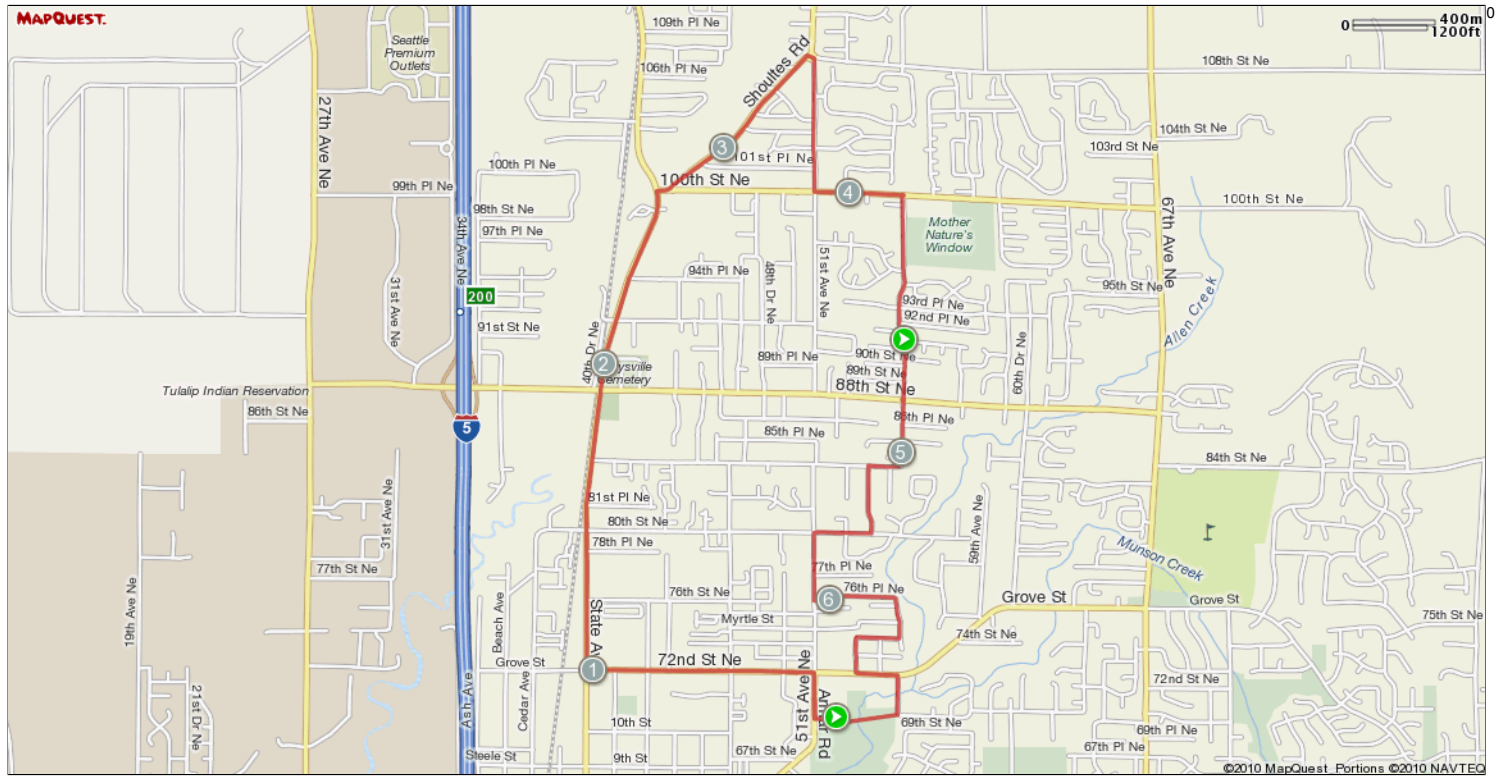 MAPQUEST.
0
400m
1200ft
0
109th Pl Ne
Seattle
Premium
Outlets
Shoultes Rd
106th Pl Ne
108th St Ne
27th Ave Ne
104th St Ne
103rd St Ne
3
101st Pl Ne
100th Pl Ne
99th Pl Ne
100th St Ne
4
100th St Ne
67th Ave Ne
98th St Ne
97th Pl Ne
34th Ave Ne
Mother
Nature's
Window
51st Ave Ne
94th Pl Ne
48th Dr Ne
95th St Ne
Allen Creek
31st Ave Ne
200
93rd Pl Ne
92nd Pl Ne
91st St Ne
40th Dr Ne
2
ysville
Cemetery
89th Pl Ne
90th St Ne
89th St Ne
88th St Ne
60th Dr Ne
Tulalip Indian Reservation
86th St Ne
5
86th Pl Ne
85th Pl Ne
5
84th St Ne
31st Ave Ne
81st Pl Ne
80th St Ne
78th Pl Ne
59th Ave Ne
Munson Creek
77th St Ne
77th Pl Ne
76th Pl Ne
76th St Ne
6
Grove St
Grove St
19th Ave Ne
Beach Ave
State Av
Myrtle St
75th St Ne
74th St Ne
Grove St
1
72nd St Ne
72nd St Ne
51st Ave Ne
Ash Ave
Cedar Ave
21st Dr Ne
10th St
69th St Ne
69th Pl Ne
Steele St
9th St
67th St Ne
67th Pl Ne
©2010 MapQuest Portions ©2010 NAVTEQ